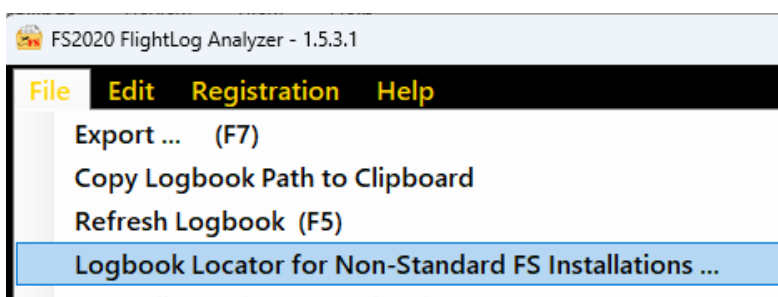 FS2020 FlightLog Analyzer - 1.5.3.1
File Edit Registration Help
Export ... (F7)
Copy Logbook Path to Clipboard
Refresh Logbook (F5)
Logbook Locator for Non-Standard FS Installations ...